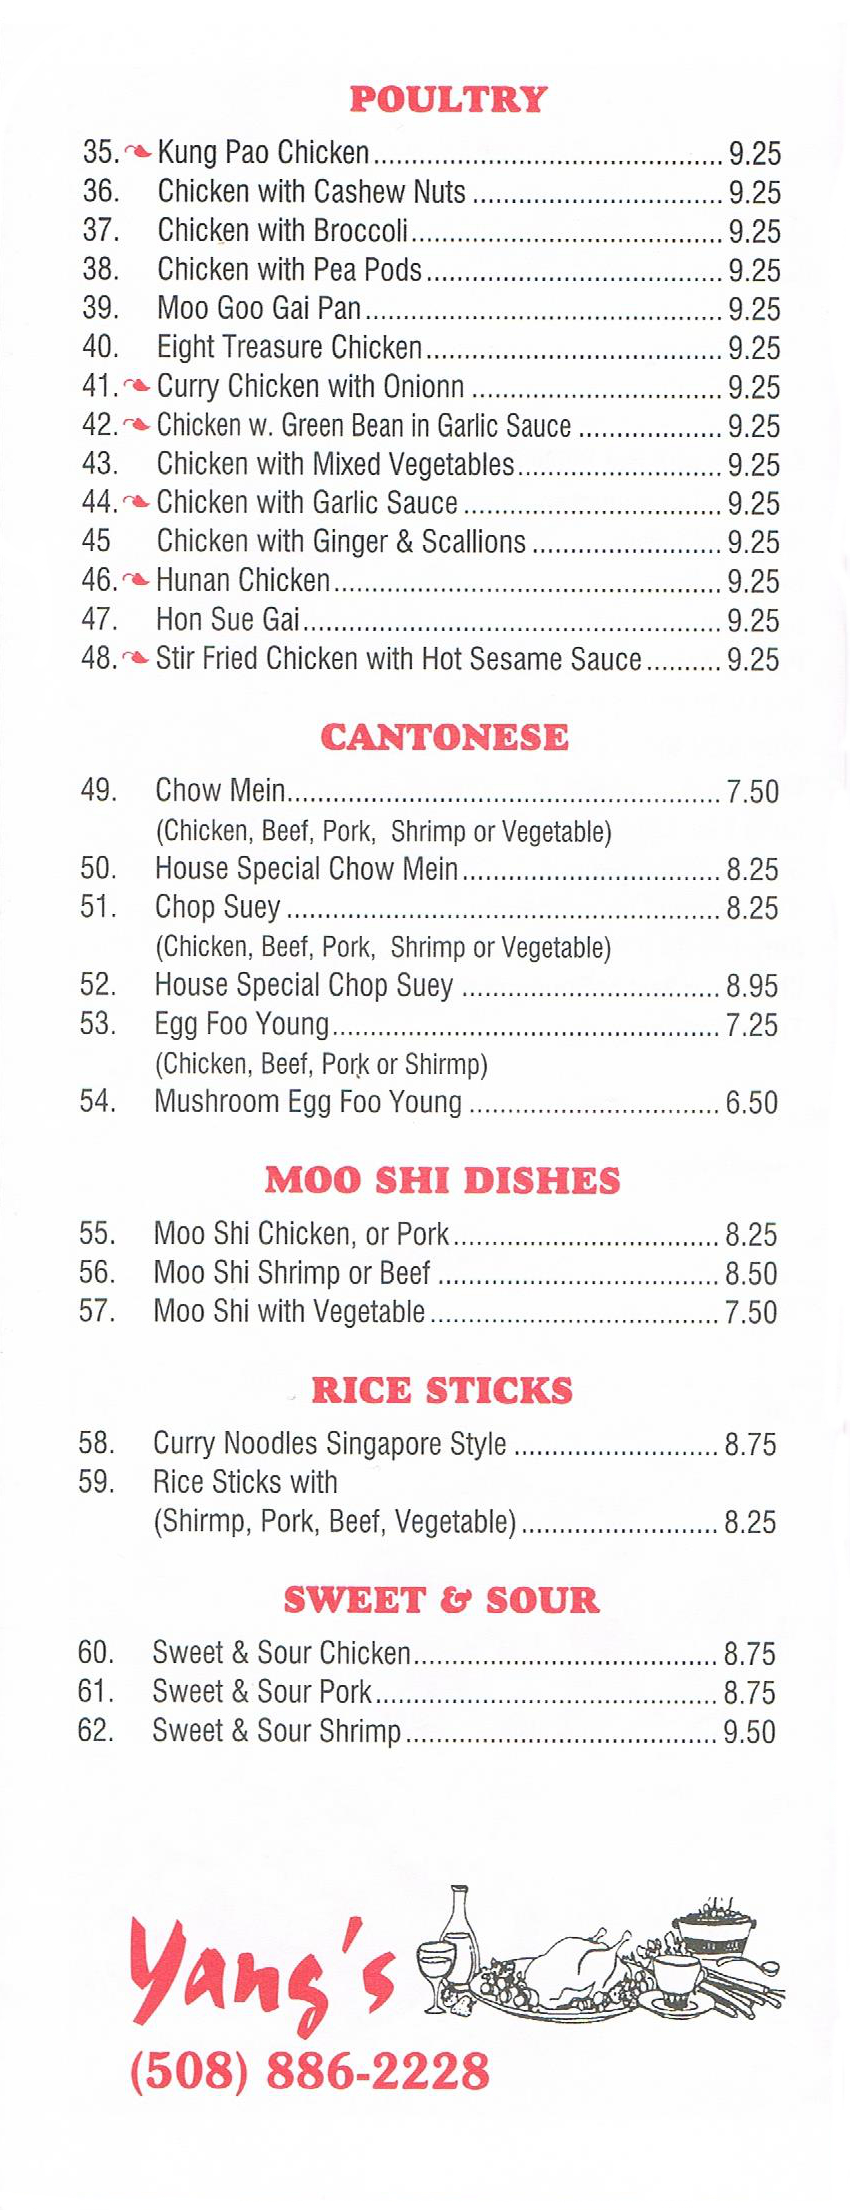 POULTRY
35. Kung Pao Chicken 9.25
36. Chicken with Cashew Nuts 9.25
37. Chicken with Broccoli 9.25
38. Chicken with Pea Pods 9.25
39. Moo Goo Gai Pan 9.25
40. Eight Treasure Chicken 9.25
41. Curry Chicken with Onionn 9.25
42. Chicken w. Green Bean in Garlic Sauce 9.25
43. Chicken with Mixed Vegetables 9.25
44. Chicken with Garlic Sauce 9.25
45 Chicken with Ginger & Scallions 9.25
46. Hunan Chicken 9.25
47. Hon Sue Gai 9.25
48. Stir Fried Chicken with Hot Sesame Sauce 9.25
CANTONESE
49. Chow Mein 7.50
(Chicken, Beef, Pork, Shrimp or Vegetable)
50. House Special Chow Mein 8.25
51. Chop Suey 8.25
(Chicken, Beef, Pork, Shrimp or Vegetable)
52. House Special Chop Suey 8.95
53. Egg Foo Young 7.25
(Chicken, Beef, Pork or Shirmp)
54. Mushroom Egg Foo Young 6.50
MOO SHI DISHES
55. Moo Shi Chicken, or Pork 8.25
56. Moo Shi Shrimp or Beef 8.50
57. Moo Shi with Vegetable 7.50
RICE STICKS
58. Curry Noodles Singapore Style 8.75
59. Rice Sticks with
(Shirmp, Pork, Beef, Vegetable) 8.25
SWEET & SOUR
60. Sweet & Sour Chicken 8.75
61. Sweet & Sour Pork 8.75
62. Sweet & Sour Shrimp 9.50
Yang's
(508) 886-2228